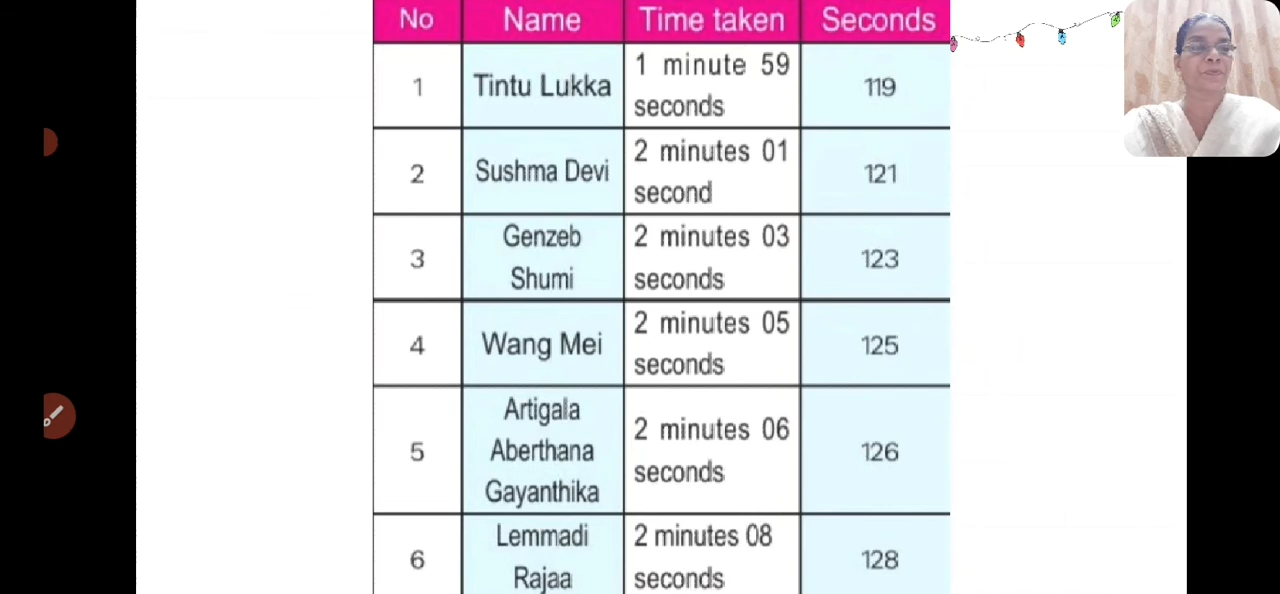 No Name Time taken Seconds
1 Tintu Lukka 1 minute 59 seconds 119
2 Sushma Devi 2 minutes 01 second 121
3 Genzeb Shumi 2 minutes 03 seconds 123
4 Wang Mei 2 minutes 05 seconds 125
5 Artigala Aberthana Gayanthika 2 minutes 06 seconds 126
6 Lemmadi Rajaa 2 minutes 08 seconds 128